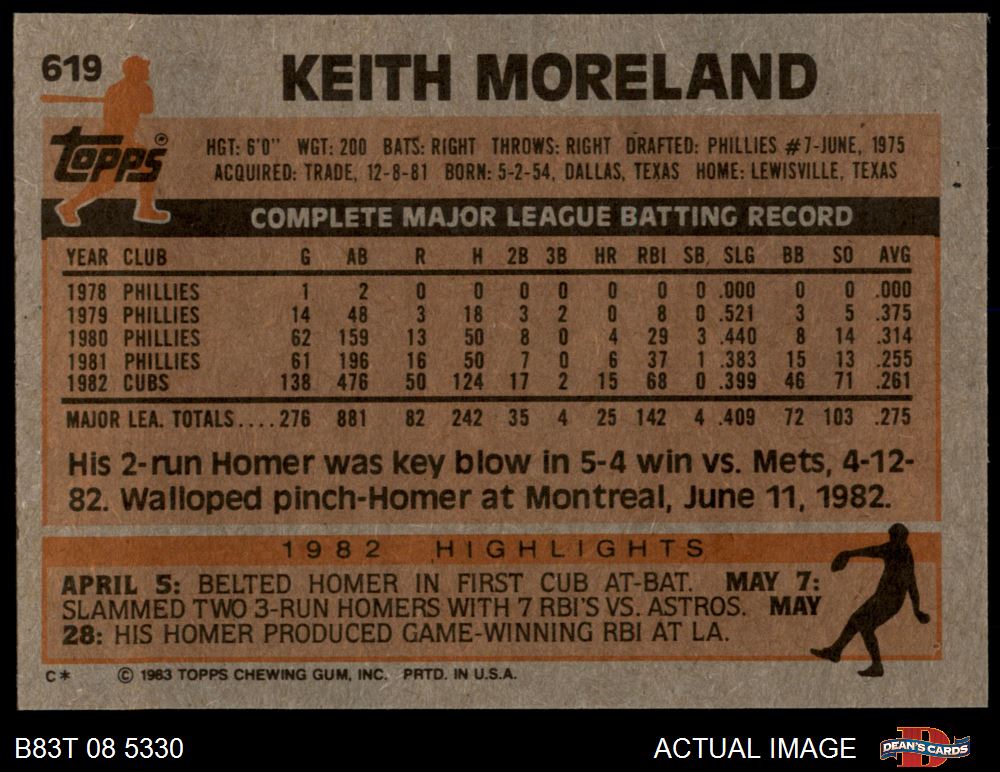 619 KEITH MORELAND
Topps®
HGT: 6'0" WGT: 200 BATS: RIGHT THROWS: RIGHT DRAFTED: PHILLIES #7-JUNE, 1975
ACQUIRED: TRADE, 12-8-81 BORN: 5-2-54, DALLAS, TEXAS HOME: LEWISVILLE, TEXAS
COMPLETE MAJOR LEAGUE BATTING RECORD
YEAR CLUB G AB R H 2B 3B HR RBI SB SLG BB SO AVG
1978 PHILLIES 1 2 0 0 0 0 0 0 0 .000 0 0 .000
1979 PHILLIES 14 48 3 18 3 2 0 8 0 .521 3 5 .375
1980 PHILLIES 62 159 13 50 8 0 4 29 3 .440 8 14 .314
1981 PHILLIES 61 196 16 50 7 0 6 37 1 .383 15 13 .255
1982 CUBS 138 476 50 124 17 2 15 68 0 .399 46 71 .261
MAJOR LEA. TOTALS....276 881 82 242 35 4 25 142 4 .409 72 103 .275
His 2-run Homer was key blow in 5-4 win vs. Mets, 4-12-
82. Walloped pinch-Homer at Montreal, June 11, 1982.
1982 HIGHLIGHTS
APRIL 5: BELTED HOMER IN FIRST CUB AT-BAT. MAY 7:
SLAMMED TWO 3-RUN HOMERS WITH 7 RBI'S VS. ASTROS. MAY
28: HIS HOMER PRODUCED GAME-WINNING RBI AT LA.
C* © 1983 TOPPS CHEWING GUM, INC. PRTD. IN U.S.A.
B83T 08 5330 ACTUAL IMAGE D DEAN'S CARDS